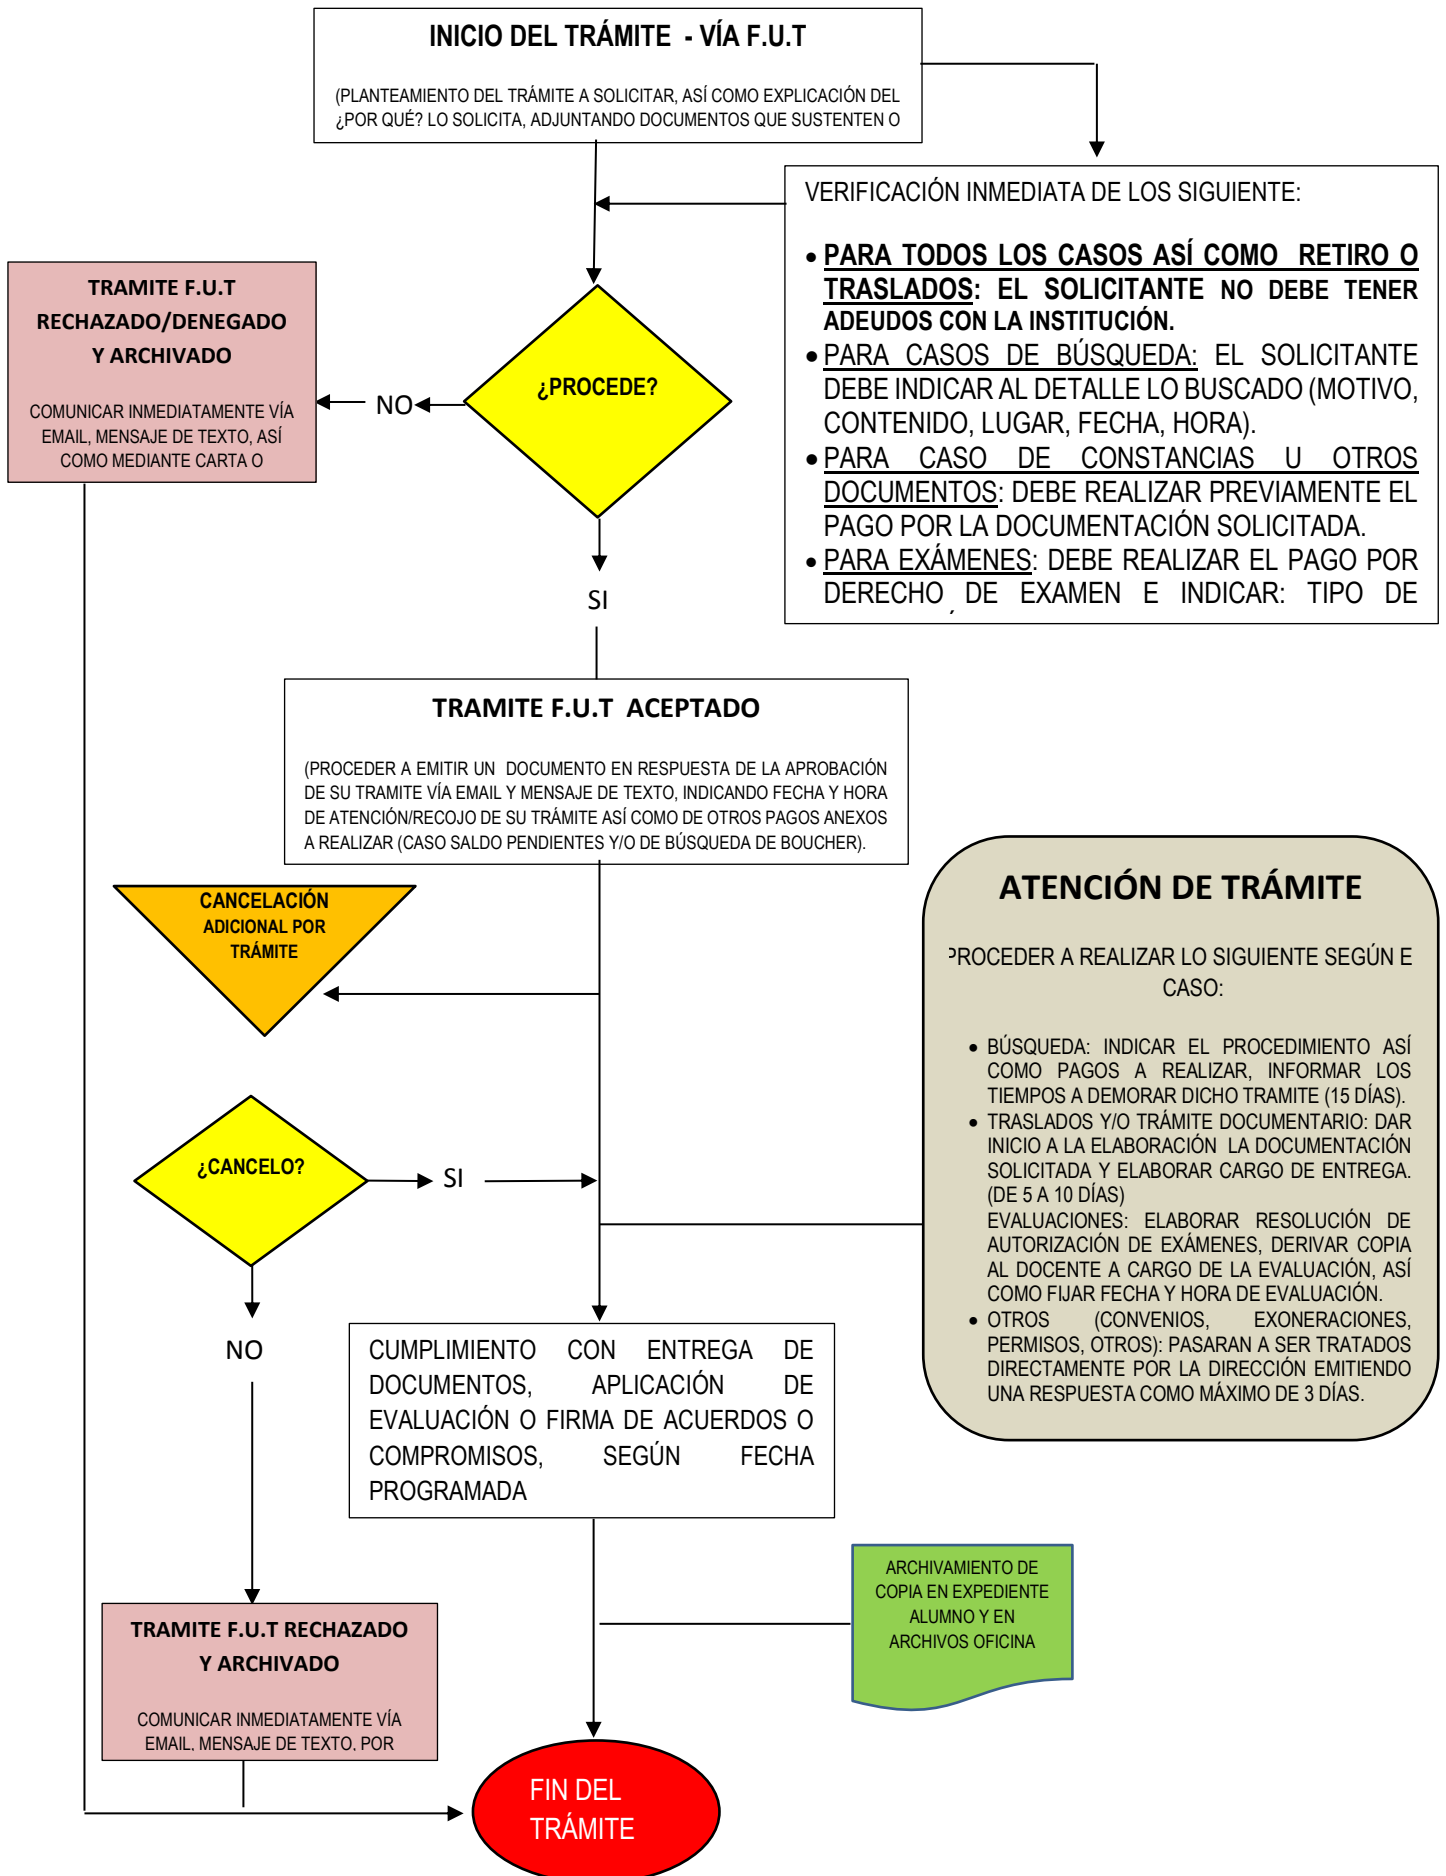 INICIO DEL TRÁMITE - VÍA F.U.T
(PLANTEAMIENTO DEL TRÁMITE A SOLICITAR, ASÍ COMO EXPLICACIÓN DEL
¿POR QUÉ? LO SOLICITA, ADJUNTANDO DOCUMENTOS QUE SUSTENTEN O
VERIFICACIÓN INMEDIATA DE LOS SIGUIENTE:
• PARA TODOS LOS CASOS ASÍ COMO RETIRO O
TRASLADOS: EL SOLICITANTE NO DEBE TENER
ADEUDOS CON LA INSTITUCIÓN.
• PARA CASOS DE BÚSQUEDA: EL SOLICITANTE
DEBE INDICAR AL DETALLE LO BUSCADO (MOTIVO,
CONTENIDO, LUGAR, FECHA, HORA).
• PARA CASO DE CONSTANCIAS U OTROS
DOCUMENTOS: DEBE REALIZAR PREVIAMENTE EL
PAGO POR LA DOCUMENTACIÓN SOLICITADA.
• PARA EXÁMENES: DEBE REALIZAR EL PAGO POR
DERECHO DE EXAMEN E INDICAR: TIPO DE
TRAMITE F.U.T
RECHAZADO/DENEGADO
Y ARCHIVADO
COMUNICAR INMEDIATAMENTE VÍA
EMAIL, MENSAJE DE TEXTO, ASÍ
COMO MEDIANTE CARTA O
NO
¿PROCEDE?
SI
TRAMITE F.U.T ACEPTADO
(PROCEDER A EMITIR UN DOCUMENTO EN RESPUESTA DE LA APROBACIÓN
DE SU TRAMITE VÍA EMAIL Y MENSAJE DE TEXTO, INDICANDO FECHA Y HORA
DE ATENCIÓN/RECOJO DE SU TRÁMITE ASÍ COMO DE OTROS PAGOS ANEXOS
A REALIZAR (CASO SALDO PENDIENTES Y/O DE BÚSQUEDA DE BOUCHER).
CANCELACIÓN
ADICIONAL POR
TRÁMITE
ATENCIÓN DE TRÁMITE
PROCEDER A REALIZAR LO SIGUIENTE SEGÚN E
CASO:
• BÚSQUEDA: INDICAR EL PROCEDIMIENTO ASÍ
COMO PAGOS A REALIZAR, INFORMAR LOS
TIEMPOS A DEMORAR DICHO TRAMITE (15 DÍAS).
• TRASLADOS Y/O TRÁMITE DOCUMENTARIO: DAR
INICIO A LA ELABORACIÓN LA DOCUMENTACIÓN
SOLICITADA Y ELABORAR CARGO DE ENTREGA.
(DE 5 A 10 DÍAS)
EVALUACIONES: ELABORAR RESOLUCIÓN DE
AUTORIZACIÓN DE EXÁMENES, DERIVAR COPIA
AL DOCENTE A CARGO DE LA EVALUACIÓN, ASÍ
COMO FIJAR FECHA Y HORA DE EVALUACIÓN.
• OTROS (CONVENIOS, EXONERACIONES,
PERMISOS, OTROS): PASARAN A SER TRATADOS
DIRECTAMENTE POR LA DIRECCIÓN EMITIENDO
UNA RESPUESTA COMO MÁXIMO DE 3 DÍAS.
¿CANCELO?
SI
NO
CUMPLIMIENTO CON ENTREGA DE
DOCUMENTOS, APLICACIÓN DE
EVALUACIÓN O FIRMA DE ACUERDOS O
COMPROMISOS, SEGÚN FECHA
PROGRAMADA
ARCHIVAMIENTO DE
COPIA EN EXPEDIENTE
ALUMNO Y EN
ARCHIVOS OFICINA
TRAMITE F.U.T RECHAZADO
Y ARCHIVADO
COMUNICAR INMEDIATAMENTE VÍA
EMAIL, MENSAJE DE TEXTO, POR
FIN DEL
TRÁMITE